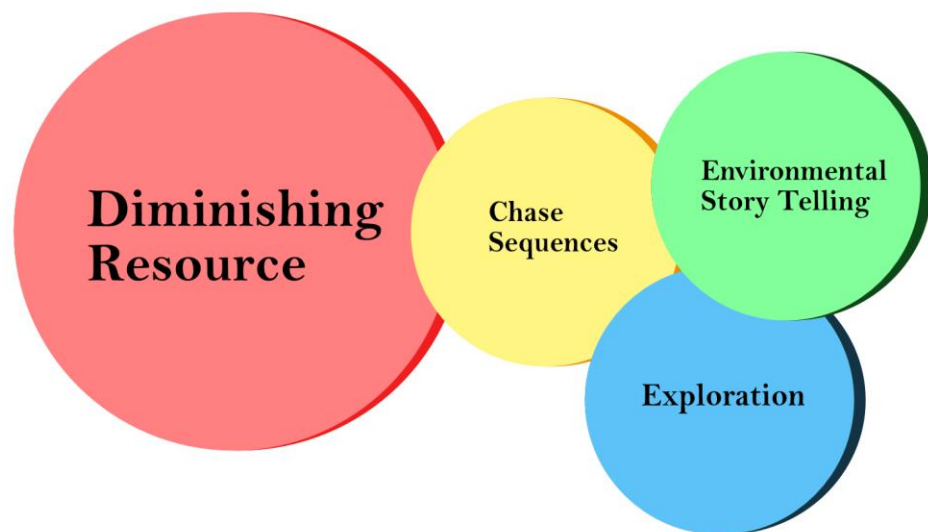 Diminishing
Resource
Chase
Sequences
Environmental
Story Telling
Exploration